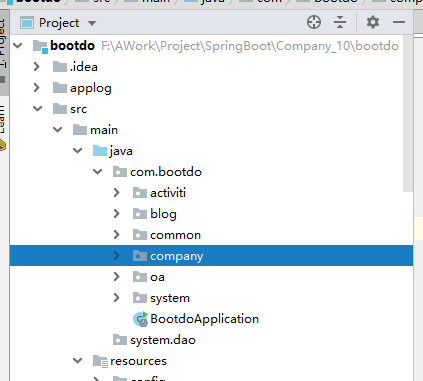 bootdo src main java com bootdo company
Project
1: Project
Learn
bootdo F:\AWork\Project\SpringBoot\Company_10\bootdo
.idea
applog
src
main
java
com.bootdo
activiti
blog
common
company
oa
system
BootdoApplication
system.dao
resources
config